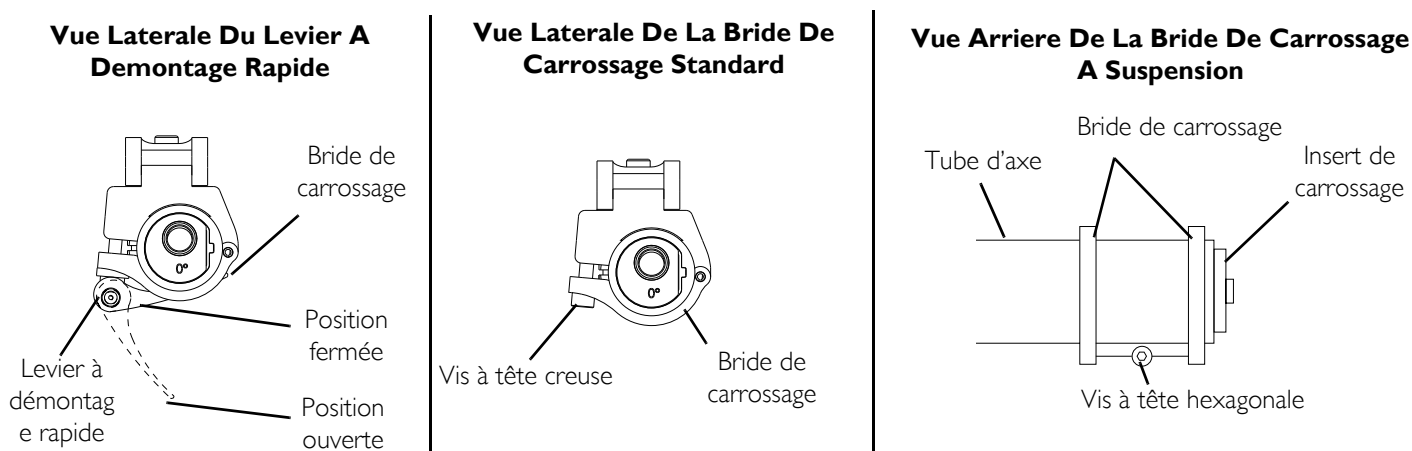 Vue Laterale Du Levier A
Demontage Rapide
Bride de
carrossage
0°
Position
fermée
Levier à
démontag
e rapide
Position
ouverte
Vue Laterale De La Bride De
Carrossage Standard
0°
Vis à tête creuse
Bride de
carrossage
Vue Arriere De La Bride De Carrossage
A Suspension
Bride de carrossage
Tube d'axe
Insert de
carrossage
Vis à tête hexagonale